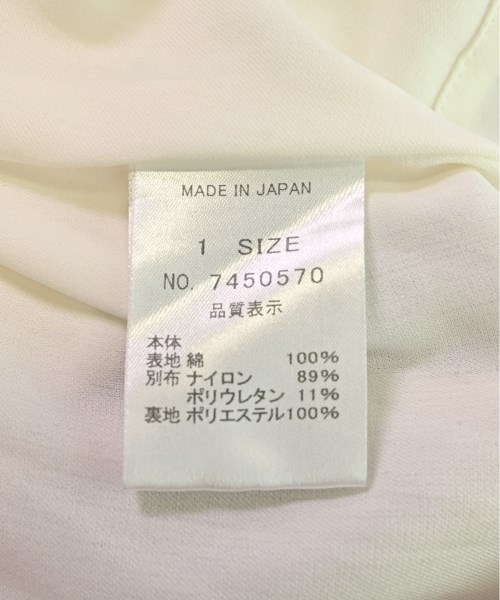 MADE IN JAPAN
1 SIZE
NO. 7450570
品質表示
本体
表地 綿 100%
別布 ナイロン 89%
ポリウレタン 11%
裏地 ポリエステル100%